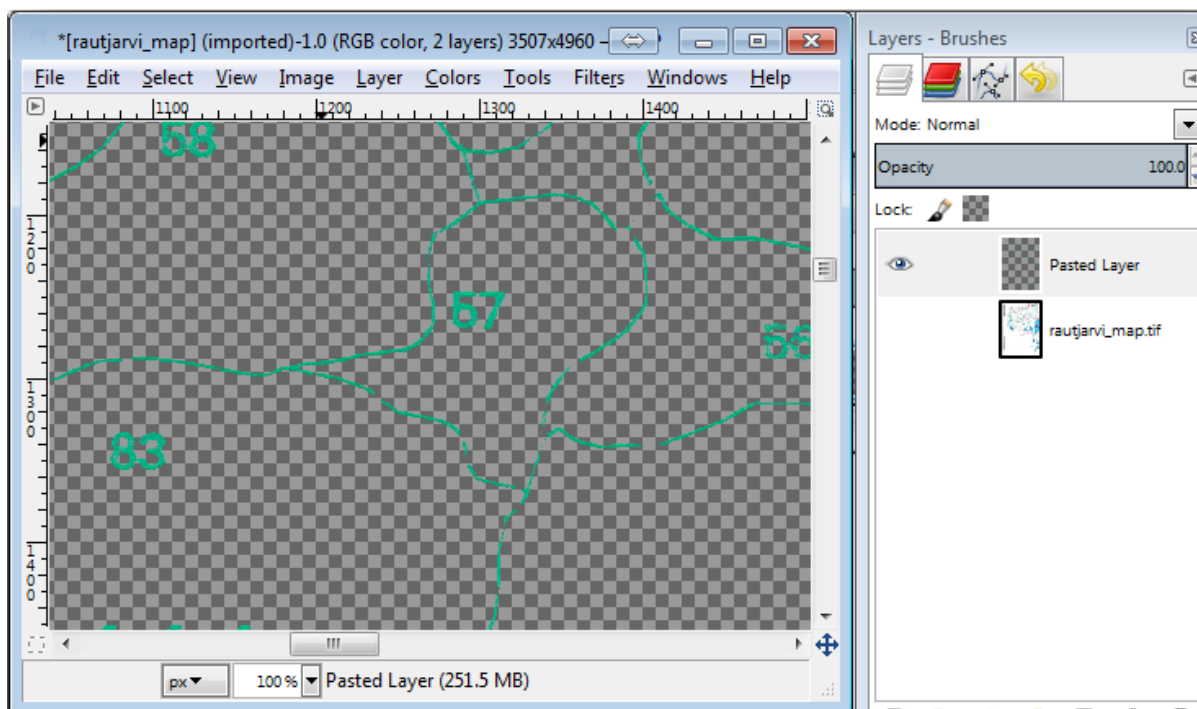 *[rautjarvi_map] (imported)-1.0 (RGB color, 2 layers) 3507x4960 –
File Edit Select View Image Layer Colors Tools Filters Windows Help
1100 1200 1300 1400
1200
1300
1400
58
57
56
83
px 100 % Pasted Layer (251.5 MB)
Layers - Brushes
Mode: Normal
Opacity 100.0
Lock:
Pasted Layer
rautjarvi_map.tif